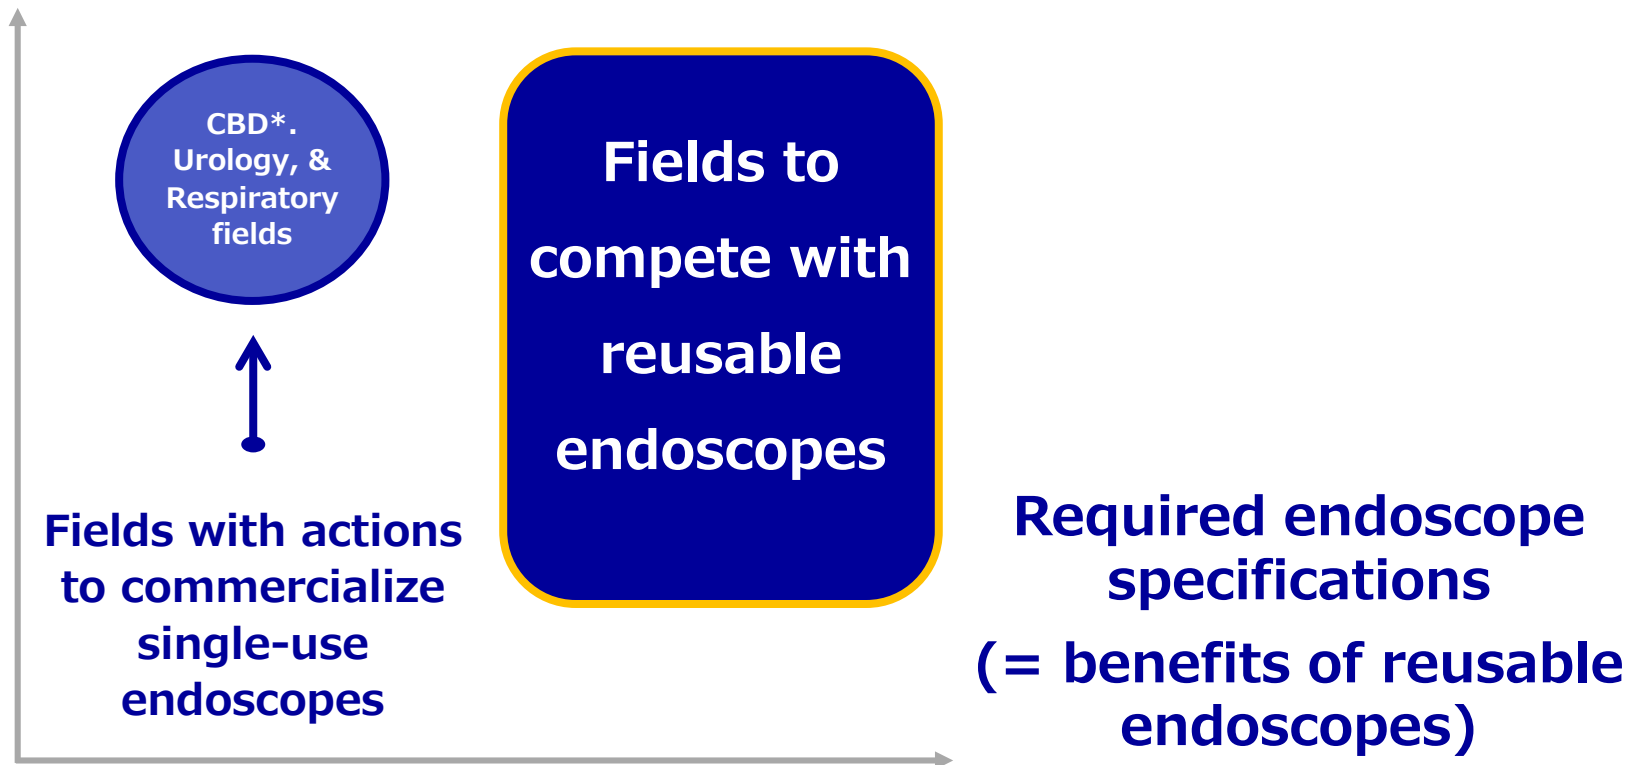 CBD*.
Urology, &
Respiratory
fields
Fields to
compete with
reusable
endoscopes
Fields with actions
to commercialize
single-use
endoscopes
Required endoscope
specifications
(= benefits of reusable
endoscopes)